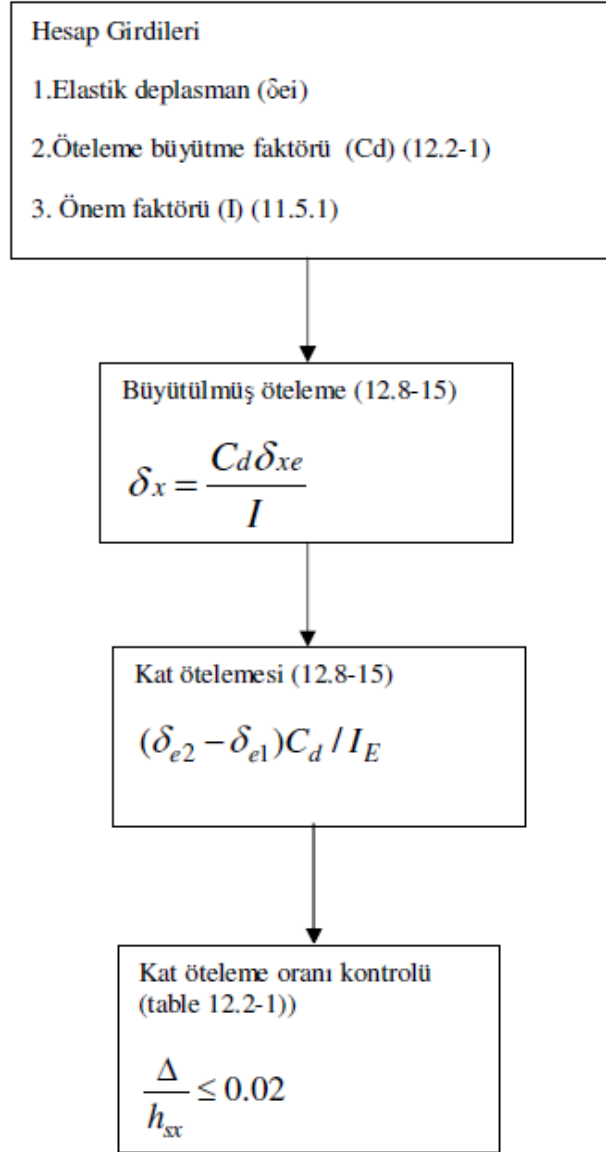 Hesap Girdileri
1.Elastik deplasman (δei)
2.Öteleme büyütme faktörü (Cd) (12.2-1)
3. Önem faktörü (I) (11.5.1)
Büyütülmüş öteleme (12.8-15)
δx = Cdδxe / I
Kat ötelemesi (12.8-15)
(δe2 − δe1)Cd / IE
Kat öteleme oranı kontrolü
(table 12.2-1))
Δ / hsx ≤ 0.02